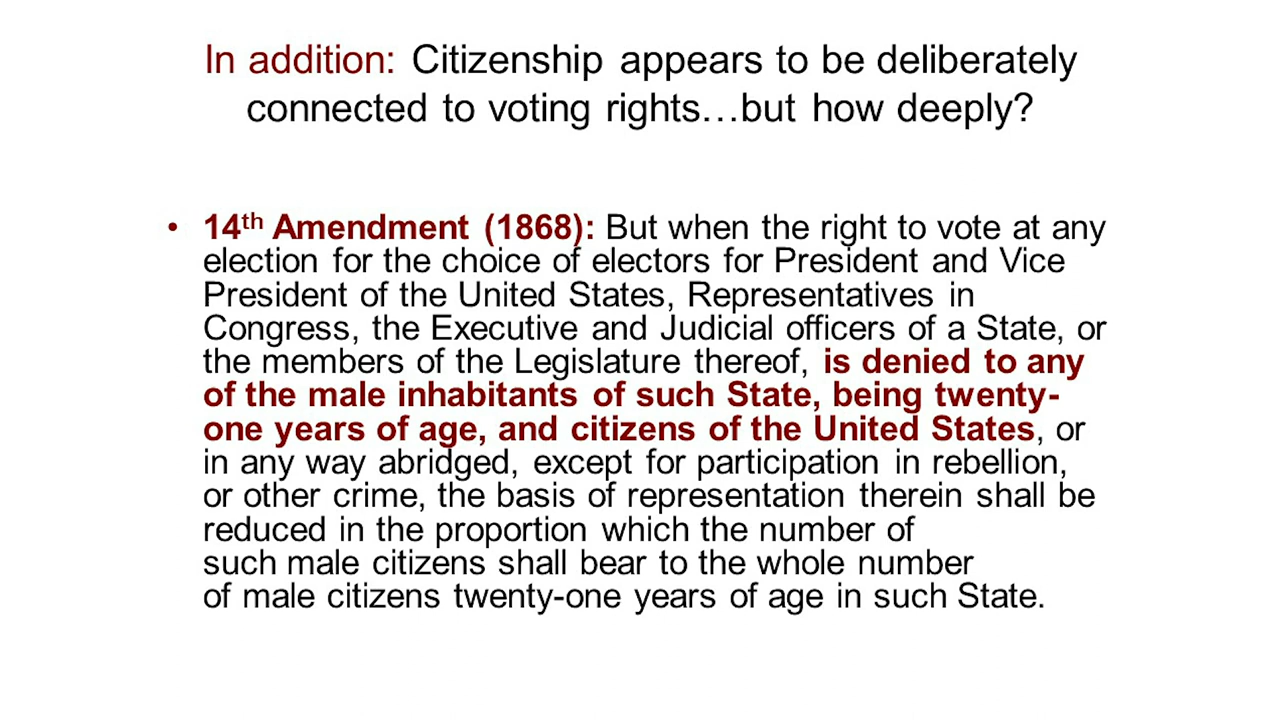 In addition: Citizenship appears to be deliberately
connected to voting rights…but how deeply?
• 14th Amendment (1868): But when the right to vote at any
election for the choice of electors for President and Vice
President of the United States, Representatives in
Congress, the Executive and Judicial officers of a State, or
the members of the Legislature thereof, is denied to any
of the male inhabitants of such State, being twenty-
one years of age, and citizens of the United States, or
in any way abridged, except for participation in rebellion,
or other crime, the basis of representation therein shall be
reduced in the proportion which the number of
such male citizens shall bear to the whole number
of male citizens twenty-one years of age in such State.